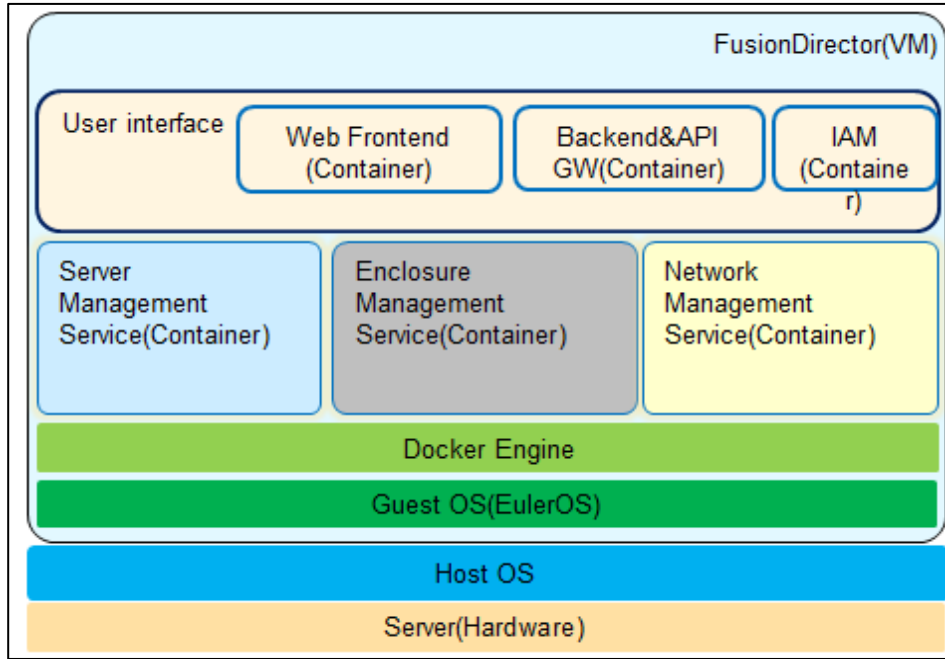 FusionDirector(VM)
User interface
Web Frontend
(Container)
Backend&API
GW(Container)
IAM
(Containe
r)
Server
Management
Service(Container)
Enclosure
Management
Service(Container)
Network
Management
Service(Container)
Docker Engine
Guest OS(EulerOS)
Host OS
Server(Hardware)